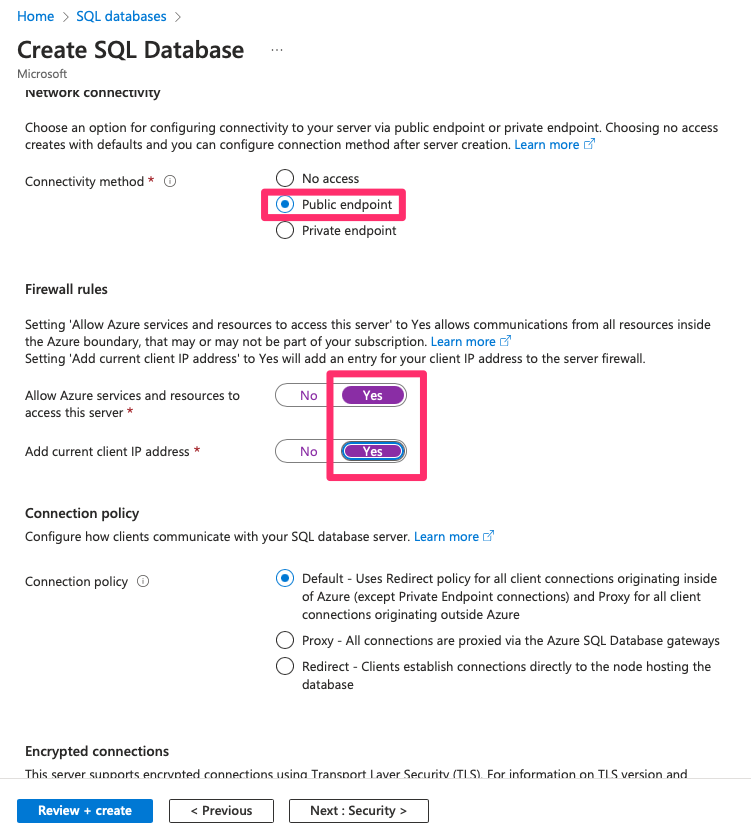 Home > SQL databases >
Create SQL Database ...
Microsoft
Network connectivity
Choose an option for configuring connectivity to your server via public endpoint or private endpoint. Choosing no access
creates with defaults and you can configure connection method after server creation. Learn more
Connectivity method *
No access
Public endpoint
Private endpoint
Firewall rules
Setting 'Allow Azure services and resources to access this server' to Yes allows communications from all resources inside
the Azure boundary, that may or may not be part of your subscription. Learn more
Setting 'Add current client IP address' to Yes will add an entry for your client IP address to the server firewall.
Allow Azure services and resources to
access this server *
No Yes
Add current client IP address *
No Yes
Connection policy
Configure how clients communicate with your SQL database server. Learn more
Connection policy
Default - Uses Redirect policy for all client connections originating inside
of Azure (except Private Endpoint connections) and Proxy for all client
connections originating outside Azure
Proxy - All connections are proxied via the Azure SQL Database gateways
Redirect - Clients establish connections directly to the node hosting the
database
Encrypted connections
This server supports encrypted connections using Transport Layer Security (TLS). For information on TLS version and
Review + create
< Previous
Next : Security >